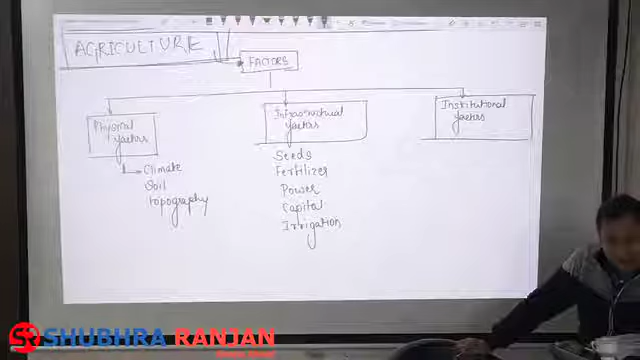 AGRICULTURE
FACTORS
Physical
factors
Climate
Soil
topography
Infrastructural
factors
Seeds
Fertilizer
Power
Capital
Irrigation
Institutional
factors
SHUBHRA RANJAN